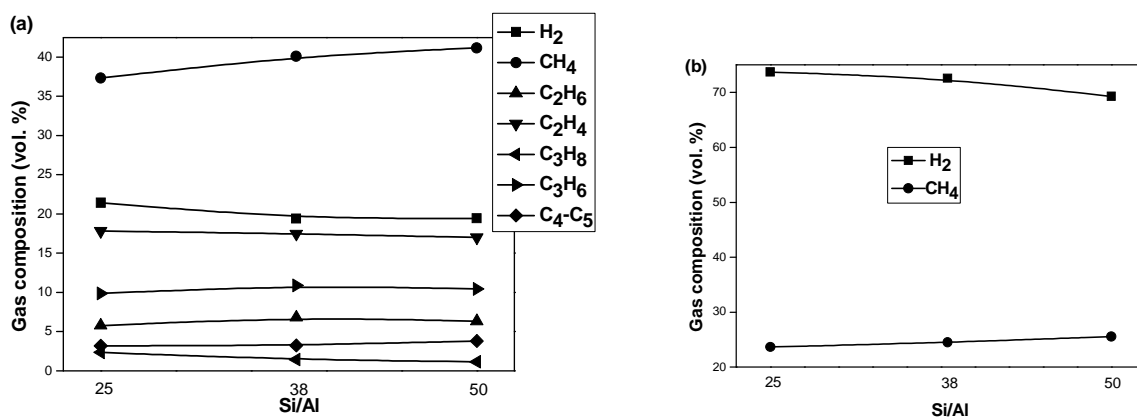 (a)
H2
CH4
C2H6
C2H4
C3H8
C3H6
C4-C5
Gas composition (vol. %)
40
35
30
25
20
15
10
5
0
25 38 50
Si/Al
(b)
H2
CH4
Gas composition (vol. %)
70
60
50
40
30
20
25 38 50
Si/Al